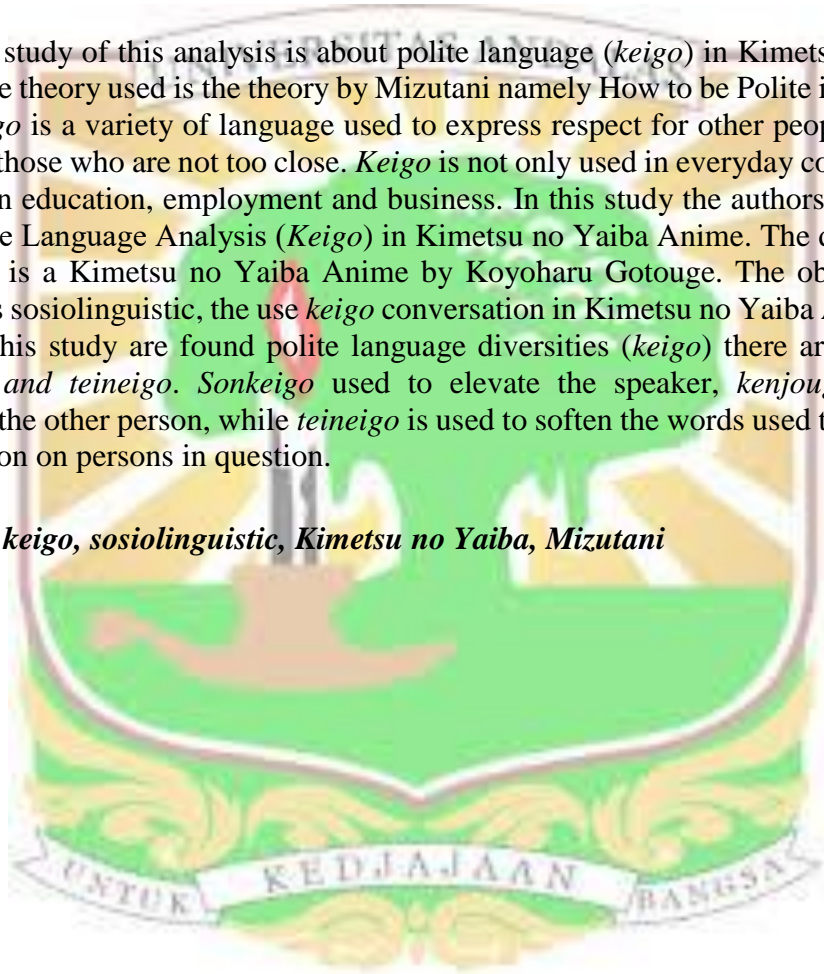 study of this analysis is about polite language (keigo) in Kimets
e theory used is the theory by Mizutani namely How to be Polite i
go is a variety of language used to express respect for other peop
those who are not too close. Keigo is not only used in everyday co
n education, employment and business. In this study the authors
e Language Analysis (Keigo) in Kimetsu no Yaiba Anime. The
is a Kimetsu no Yaiba Anime by Koyoharu Gotouge. The ob
s sosiolinguistic, the use keigo conversation in Kimetsu no Yaiba
his study are found polite language diversities (keigo) there ar
and teineigo. Sonkeigo used to elevate the speaker, kenjoug
the other person, while teineigo is used to soften the words used t
on on persons in question.
keigo, sosiolinguistic, Kimetsu no Yaiba, Mizutani
UNIVERSITAS ANDALAS
UNTUK KEDJAJAAN BANGSA